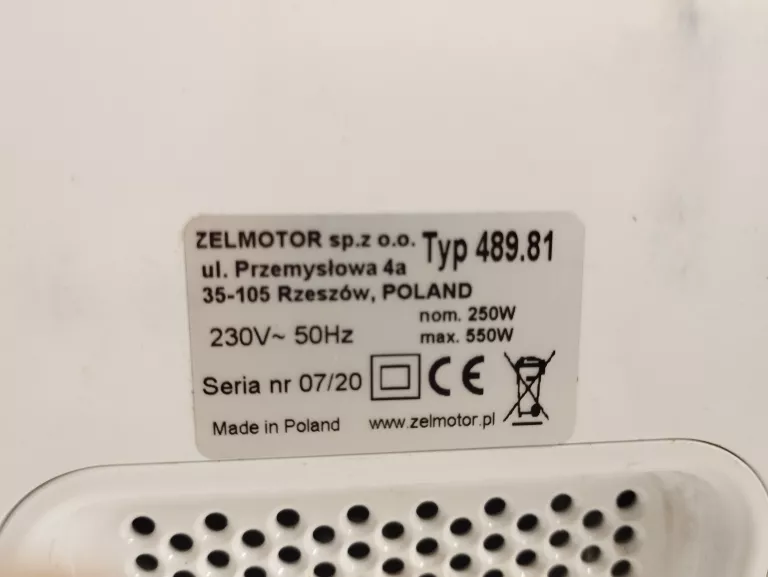 ZELMOTOR sp.z o.o. Typ 489.81
ul. Przemysłowa 4a
35-105 Rzeszów, POLAND
nom. 250W
230V~ 50Hz max. 550W
Seria nr 07/20 CE
Made in Poland www.zelmotor.pl